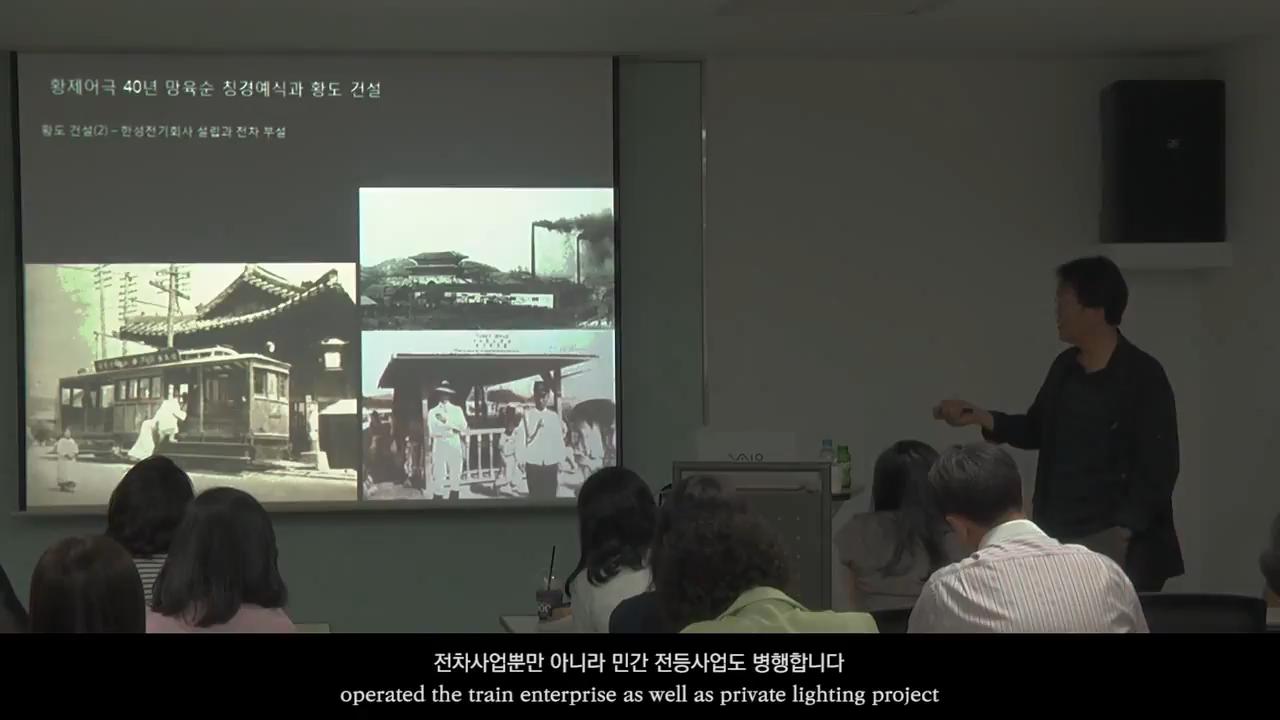 황제어극 40년 망육순 칭경예식과 황도 건설
황도 건설(2) – 한성전기회사 설립과 전차 부설
VAIO
전차사업뿐만 아니라 민간 전등사업도 병행합니다
operated the train enterprise as well as private lighting project